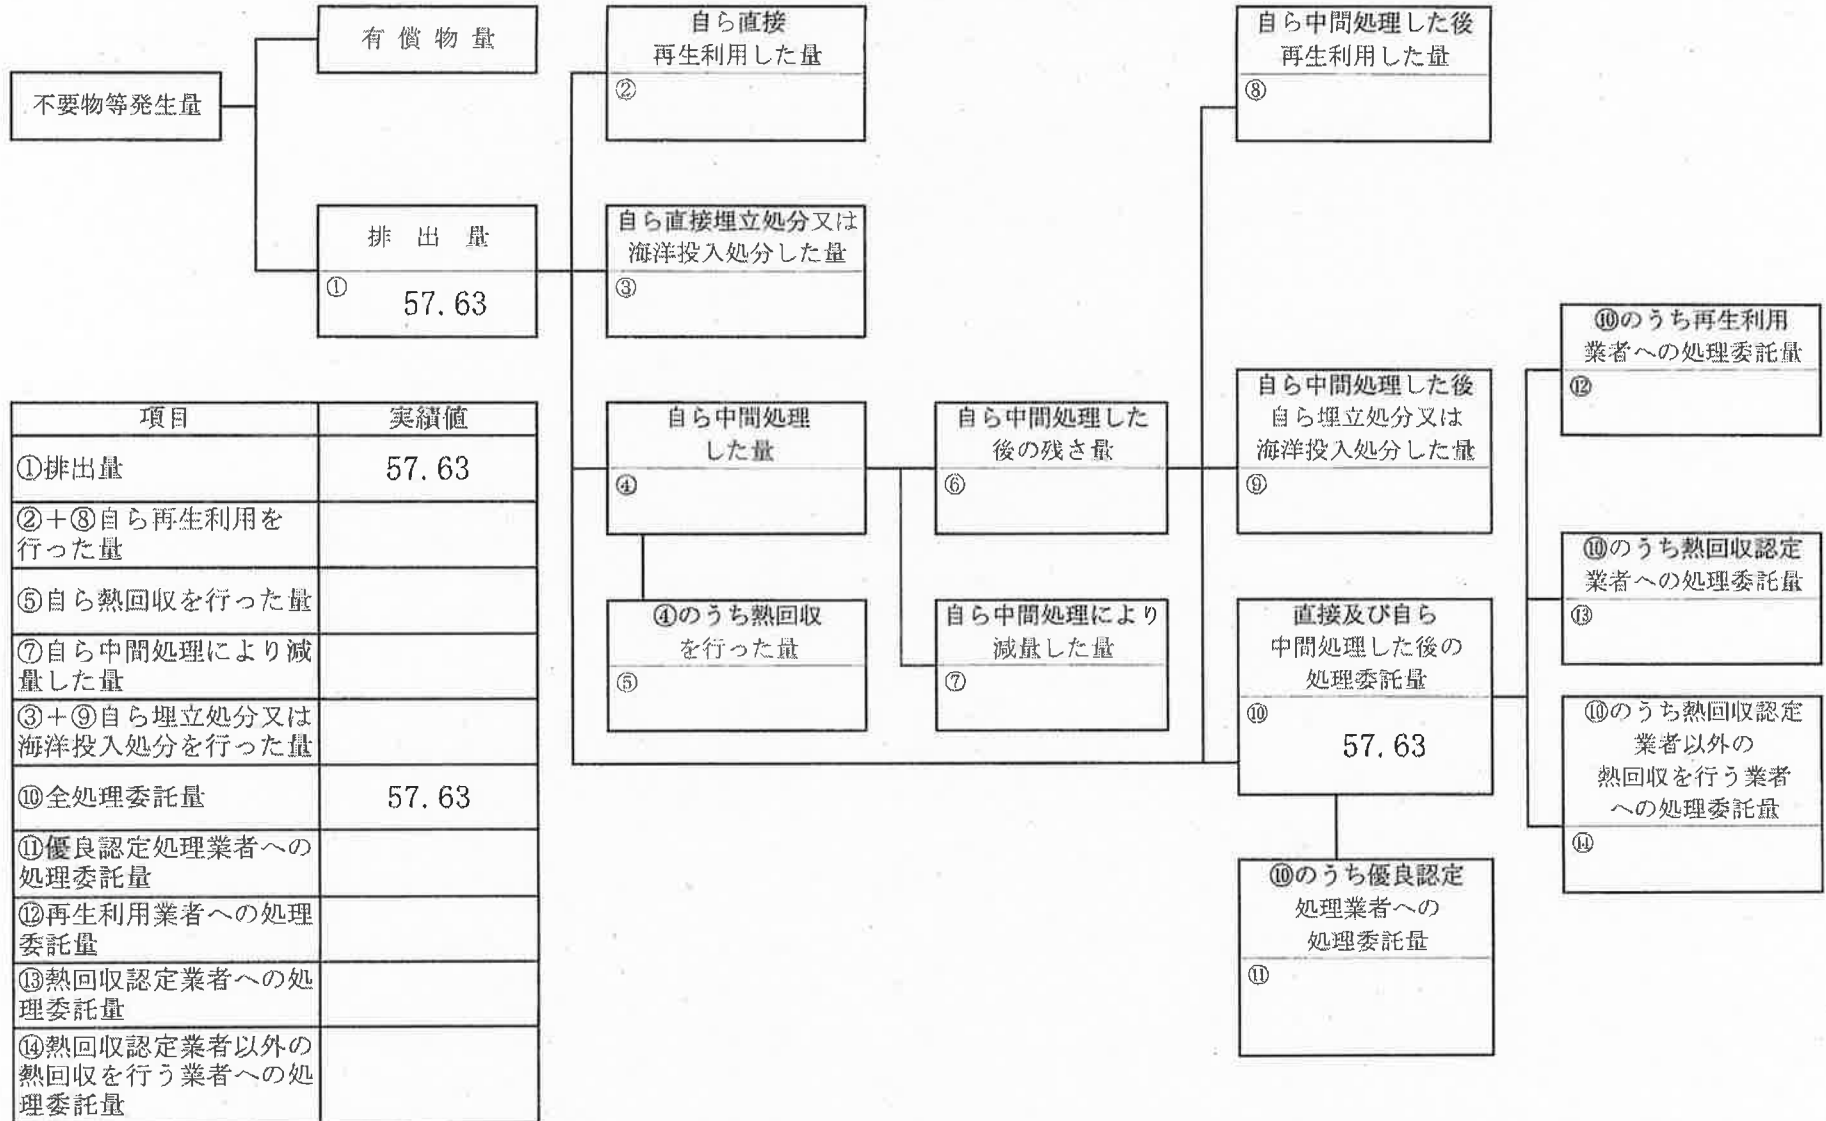 有償物量
不要物等発生量
排出量
①
57.63
自ら直接
再生利用した量
②
自ら直接埋立処分又は
海洋投入処分した量
③
自ら中間処理
した量
④
④のうち熱回収
を行った量
⑤
自ら中間処理した
後の残さ量
⑥
自ら中間処理により
減量した量
⑦
自ら中間処理した後
再生利用した量
⑧
自ら中間処理した後
自ら埋立処分又は
海洋投入処分した量
⑨
直接及び自ら
中間処理した後の
処理委託量
⑩
57.63
⑩のうち優良認定
処理業者への
処理委託量
⑪
⑩のうち再生利用
業者への処理委託量
⑫
⑩のうち熱回収認定
業者への処理委託量
⑬
⑩のうち熱回収認定
業者以外の
熱回収を行う業者
への処理委託量
⑭
項目 実績値
①排出量 57.63
②+⑧自ら再生利用を
行った量
⑤自ら熱回収を行った量
⑦自ら中間処理により減
量した量
③+⑨自ら埋立処分又は
海洋投入処分を行った量
⑩全処理委託量 57.63
⑪優良認定処理業者への
処理委託量
⑫再生利用業者への処理
委託量
⑬熱回収認定業者への処
理委託量
⑭熱回収認定業者以外の
熱回収を行う業者への処
理委託量